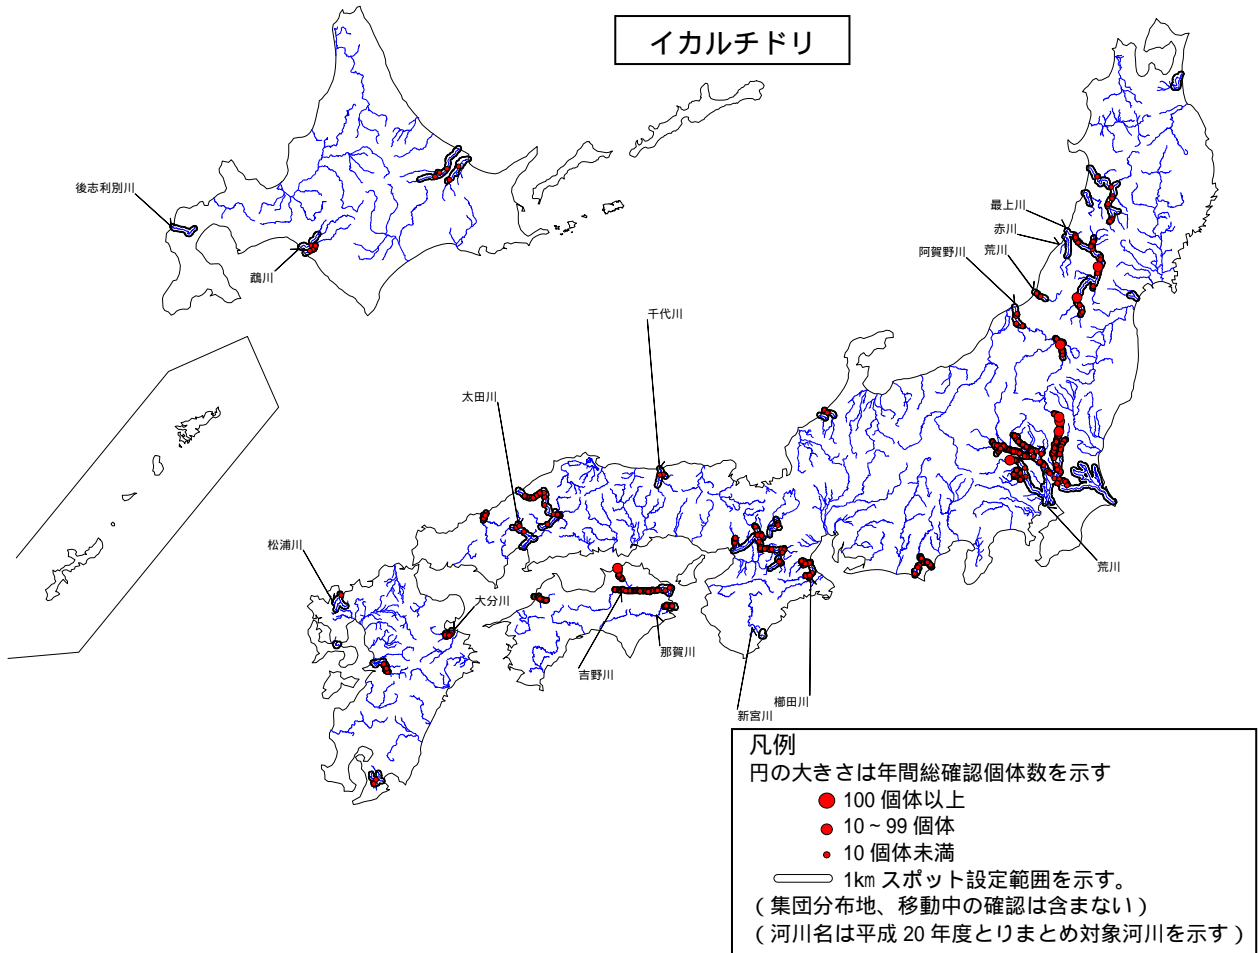 イカルチドリ
後志利別川
鵡川
最上川
赤川
荒川
阿賀野川
千代川
太田川
松浦川
大分川
吉野川
那賀川
新宮川
櫛田川
荒川
凡例
円の大きさは年間総確認個体数を示す
100 個体以上
10 ~ 99 個体
10 個体未満
1km スポット設定範囲を示す。
( 集団分布地、移動中の確認は含まない )
( 河川名は平成 20 年度とりまとめ対象河川を示す )